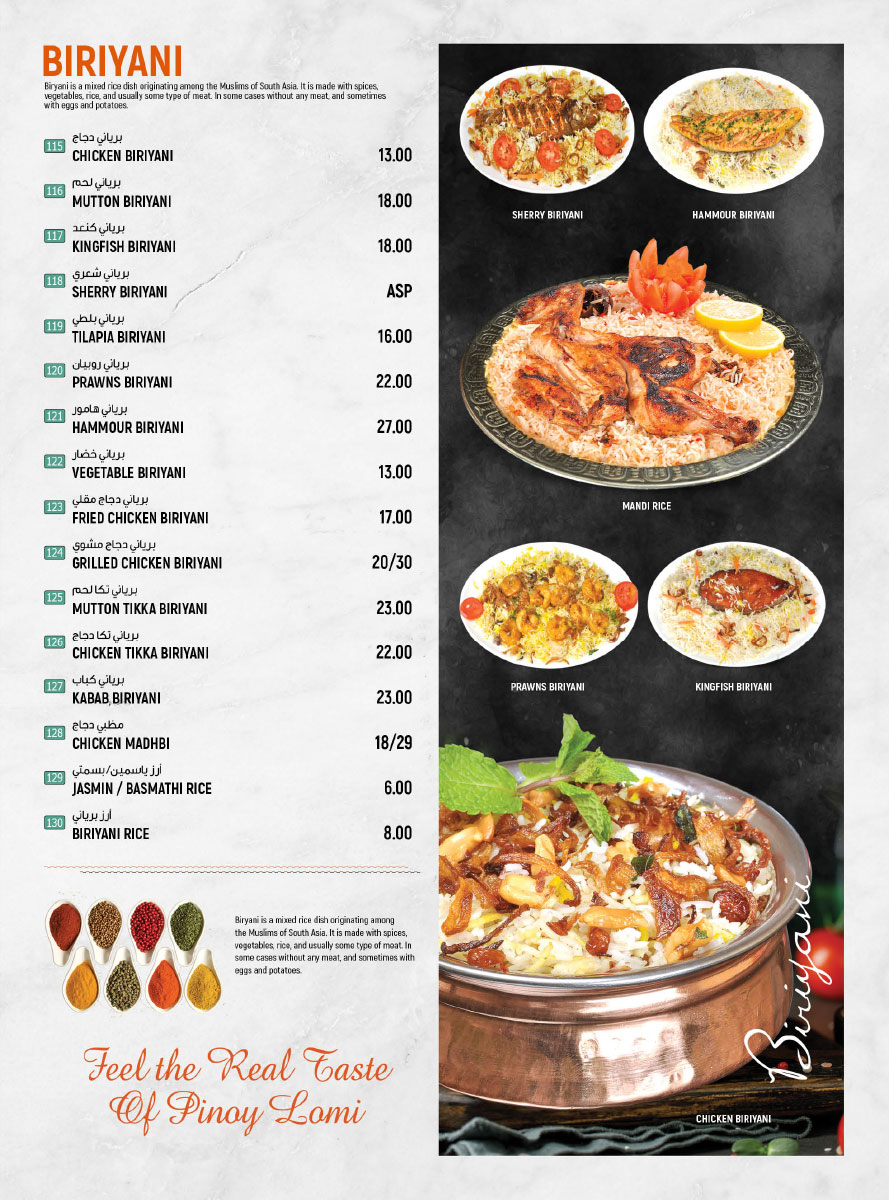 BIRIYANI
Biryani is a mixed rice dish originating among the Muslims of South Asia. It is made with spices,
vegetables, rice, and usually some type of meat. In some cases without any meat, and sometimes
with eggs and potatoes.
برياني دجاج
115 CHICKEN BIRIYANI 13.00
برياني لحم
116 MUTTON BIRIYANI 18.00
برياني كنعد
117 KINGFISH BIRIYANI 18.00
برياني شعري
118 SHERRY BIRIYANI ASP
برياني بلطي
119 TILAPIA BIRIYANI 16.00
برياني روبيان
120 PRAWNS BIRIYANI 22.00
برياني هامور
121 HAMMOUR BIRIYANI 27.00
برياني خضار
122 VEGETABLE BIRIYANI 13.00
برياني دجاج مقلي
123 FRIED CHICKEN BIRIYANI 17.00
برياني دجاج مشوي
124 GRILLED CHICKEN BIRIYANI 20/30
برياني تكا لحم
125 MUTTON TIKKA BIRIYANI 23.00
برياني تكا دجاج
126 CHICKEN TIKKA BIRIYANI 22.00
برياني كباب
127 KABAB BIRIYANI 23.00
مظبي دجاج
128 CHICKEN MADHBI 18/29
أرز ياسمين/بسمتي
129 JASMIN / BASMATHI RICE 6.00
أرز برياني
130 BIRIYANI RICE 8.00
Biryani is a mixed rice dish originating among
the Muslims of South Asia. It is made with spices,
vegetables, rice, and usually some type of meat. In
some cases without any meat, and sometimes with
eggs and potatoes.
Feel the Real Taste
Of Pinoy Lomi
SHERRY BIRIYANI
HAMMOUR BIRIYANI
MANDI RICE
PRAWNS BIRIYANI
KINGFISH BIRIYANI
Biriyani
CHICKEN BIRIYANI